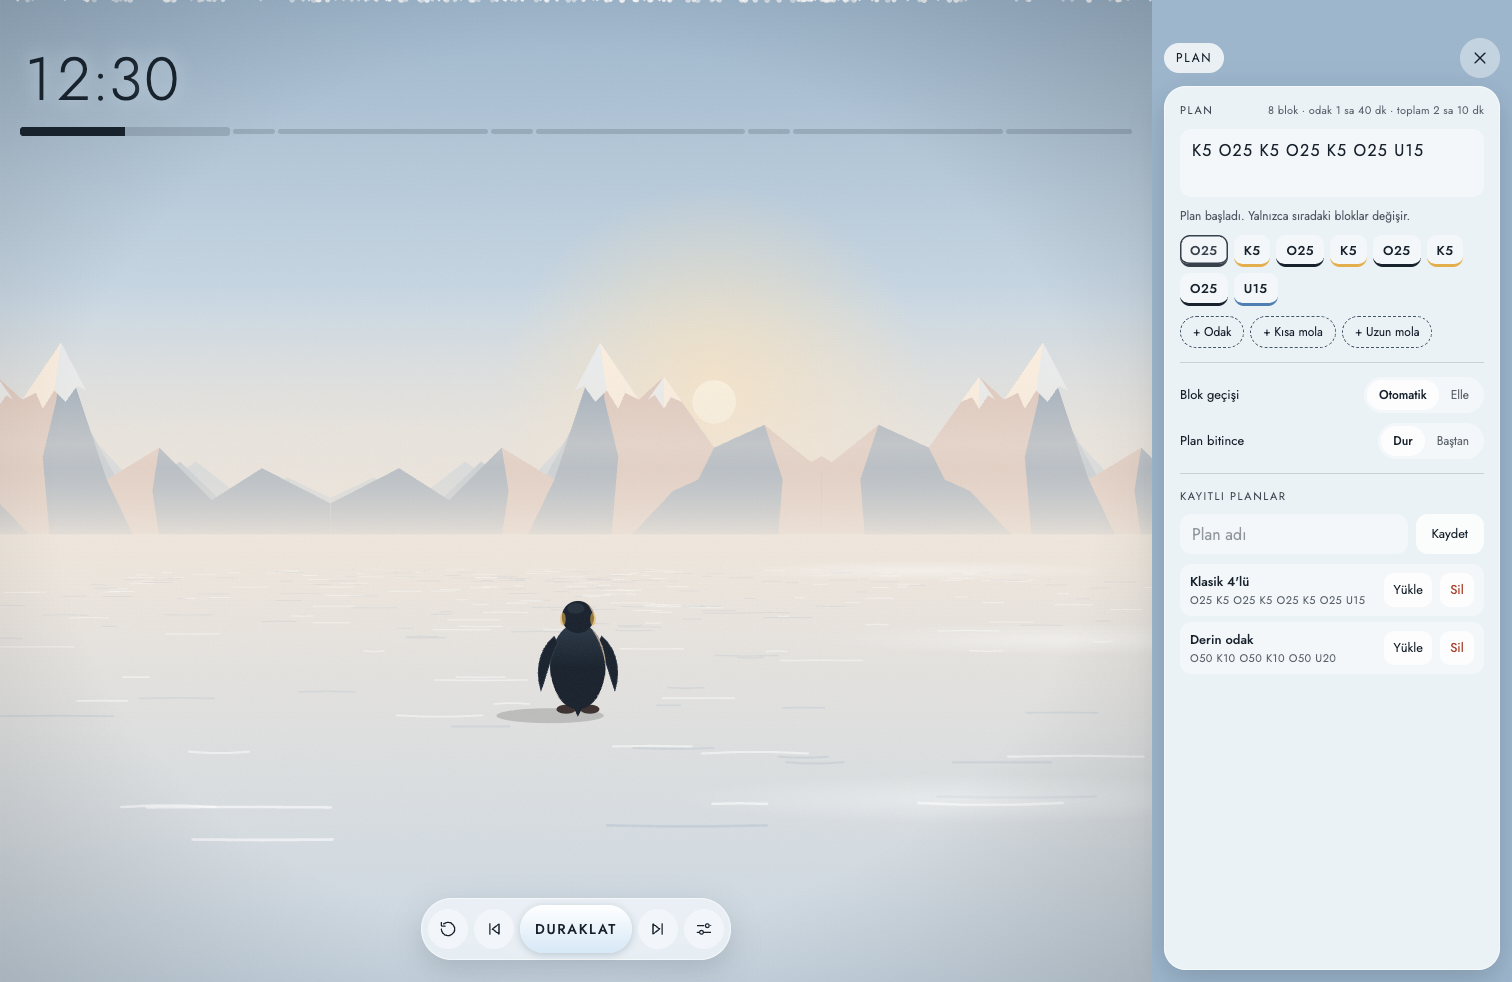 12:30
PLAN
PLAN
8 blok · odak 1 sa 40 dk · toplam 2 sa 10 dk
K5 O25 K5 O25 K5 O25 U15
Plan başladı. Yalnızca sıradaki bloklar değişir.
O25 K5 O25 K5 O25 K5
O25 U15
+ Odak + Kısa mola + Uzun mola
Blok geçişi Otomatik Elle
Plan bitince Dur Baştan
KAYITLI PLANLAR
Plan adı Kaydet
Klasik 4'lü
O25 K5 O25 K5 O25 K5 O25 U15
Yükle Sil
Derin odak
O50 K10 O50 K10 O50 U20
Yükle Sil
DURAKLAT